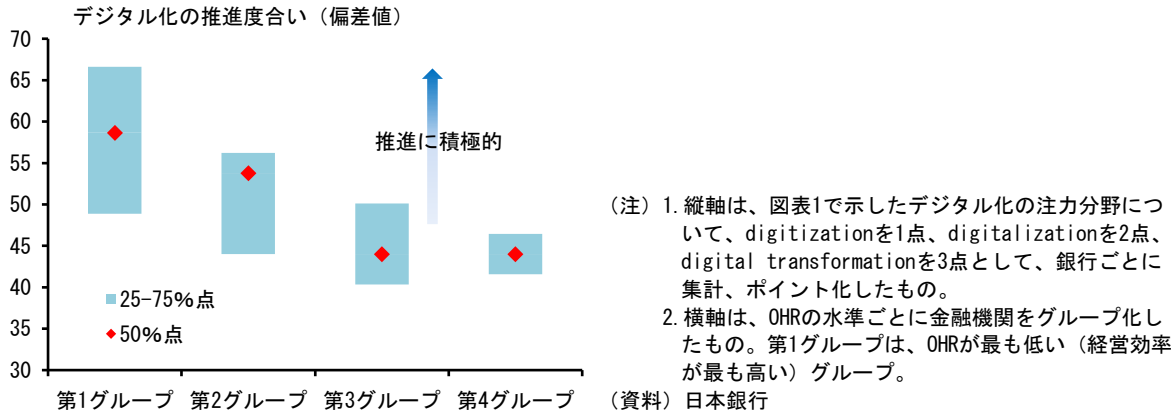 デジタル化の推進度合い（偏差値）
70
65
60
55
50
45
40
35
30
推進に積極的
25-75%点
50%点
第1グループ 第2グループ 第3グループ 第4グループ
（注）1.縦軸は、図表1で示したデジタル化の注力分野につ
いて、digitizationを1点、digitalizationを2点、
digital transformationを3点として、銀行ごとに
集計、ポイント化したもの。
2.横軸は、OHRの水準ごとに金融機関をグループ化し
たもの。第1グループは、OHRが最も低い（経営効率
が最も高い）グループ。
（資料）日本銀行